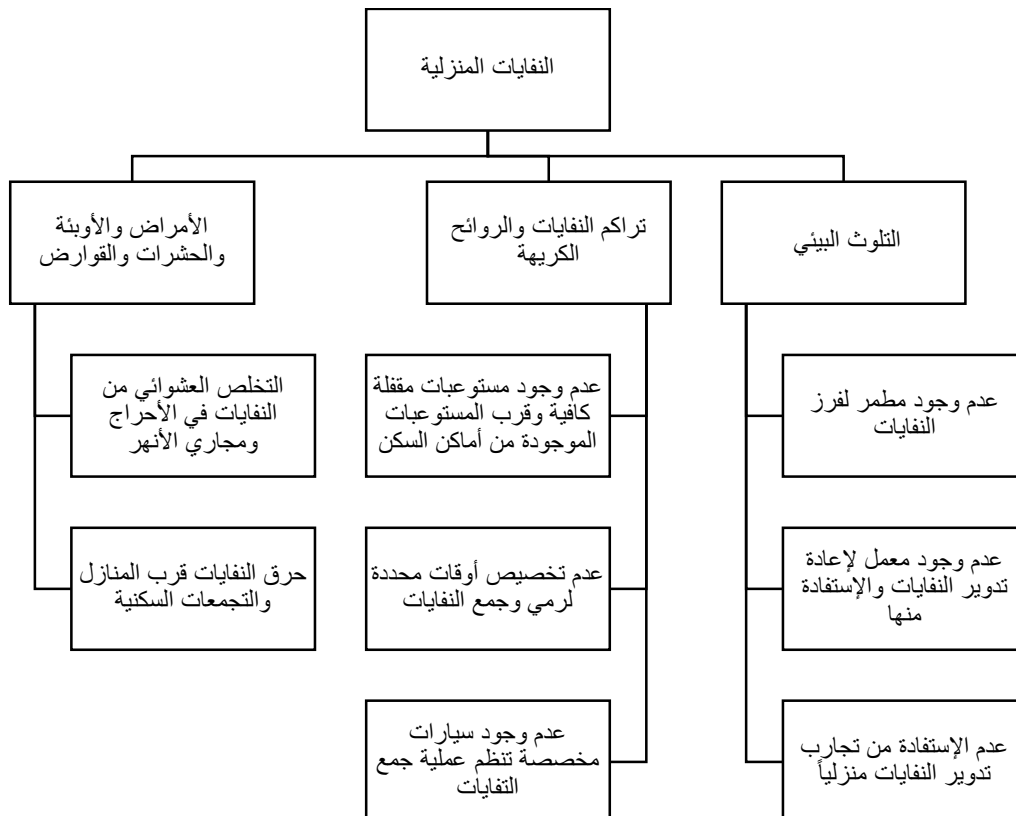 النفايات المنزلية
التلوث البيئي
تراكم النفايات والروائح
الكريهة
الأمراض والأوبئة
والحشرات والقوارض
عدم وجود مطمر لفرز
النفايات
عدم وجود معمل لإعادة
تدوير النفايات والإستفادة
منها
عدم الإستفادة من تجارب
تدوير النفايات منزلياً
عدم وجود مستوعبات مقفلة
كافية وقرب المستوعبات
الموجودة من أماكن السكن
عدم تخصيص أوقات محددة
لرمي وجمع النفايات
عدم وجود سيارات
مخصصة تنظم عملية جمع
التفايات
التخلص العشوائي من
النفايات في الأحراج
ومجاري الأنهر
حرق النفايات قرب المنازل
والتجمعات السكنية